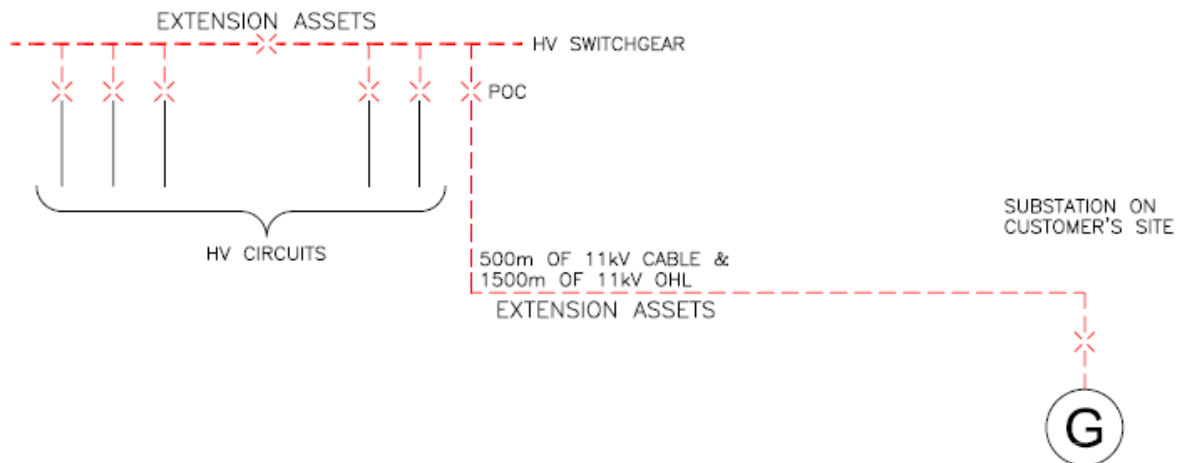 EXTENSION ASSETS
HV SWITCHGEAR
POC
HV CIRCUITS
SUBSTATION ON
CUSTOMER'S SITE
500m OF 11kV CABLE &
1500m OF 11kV OHL
EXTENSION ASSETS
G